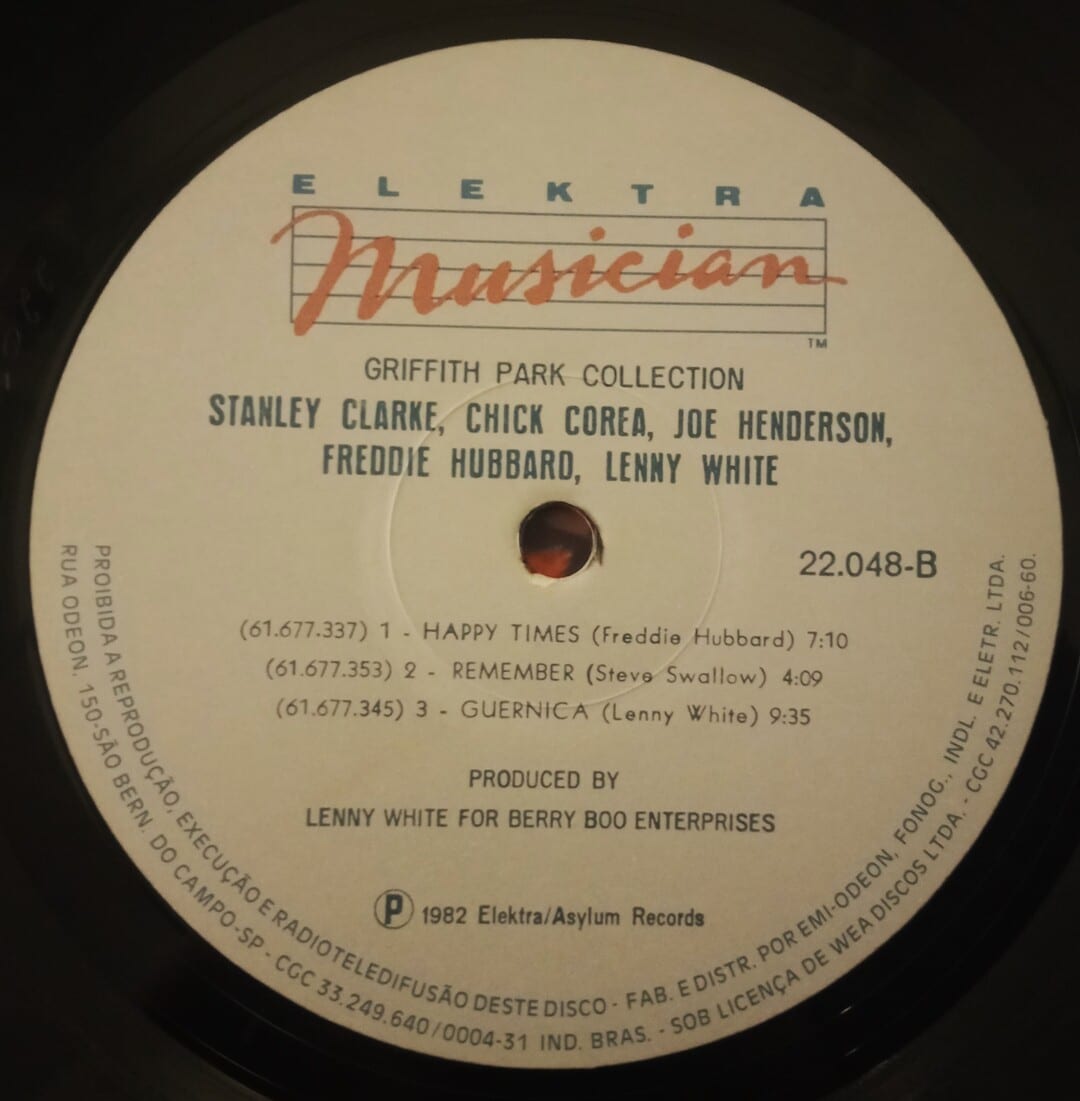 ELEKTRA
Musician
TM
GRIFFITH PARK COLLECTION
STANLEY CLARKE, CHICK COREA, JOE HENDERSON,
FREDDIE HUBBARD, LENNY WHITE
22.048-B
(61.677.337) 1 - HAPPY TIMES (Freddie Hubbard) 7:10
(61.677.353) 2 - REMEMBER (Steve Swallow) 4:09
(61.677.345) 3 - GUERNICA (Lenny White) 9:35
PRODUCED BY
LENNY WHITE FOR BERRY BOO ENTERPRISES
Ⓟ 1982 Elektra/Asylum Records
PROIBIDA A REPRODUÇÃO, EXECUÇÃO E RADIOTELEDIFUSÃO DESTE DISCO - FAB. E DISTR. POR EMI-ODEON, FONOG., INDL. E ELETR. LTDA.
RUA ODEON, 150-SÃO BERN. DO CAMPO-SP - CGC 33.249.640/0004-31 IND. BRAS. - SOB LICENÇA DE WEA DISCOS LTDA. - CGC 42.270.112/006-60.